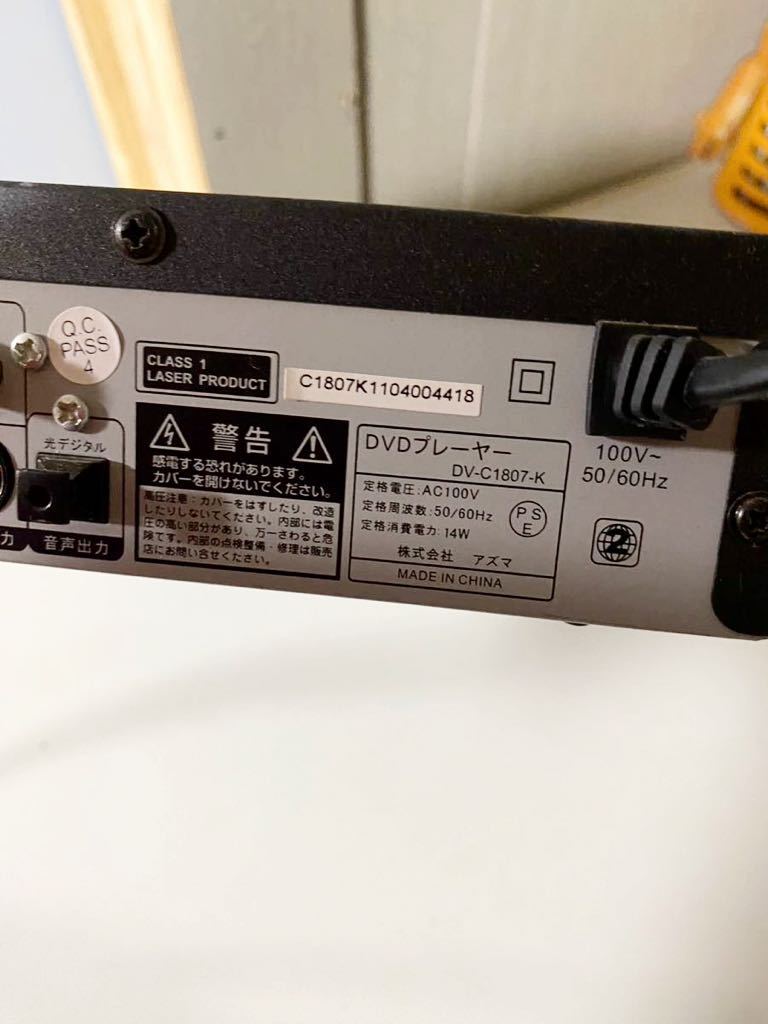 Q.C.
PASS
4
CLASS 1
LASER PRODUCT
C1807K1104004418
光デジタル
音声出力
力
警告
感電する恐れがあります。
カバーを開けないでください。
高圧注意：カバーをはずしたり、改造
したりしないでください。内部には電
圧の高い部分があり、万一さわると危
険です。内部の点検整備・修理は販売
店にお問い合せください。
DVDプレーヤー
DV-C1807-K
定格電圧：AC100V
定格周波数：50/60Hz
定格消費電力：14W
PS
E
株式会社 アズマ
MADE IN CHINA
100V~
50/60Hz
2